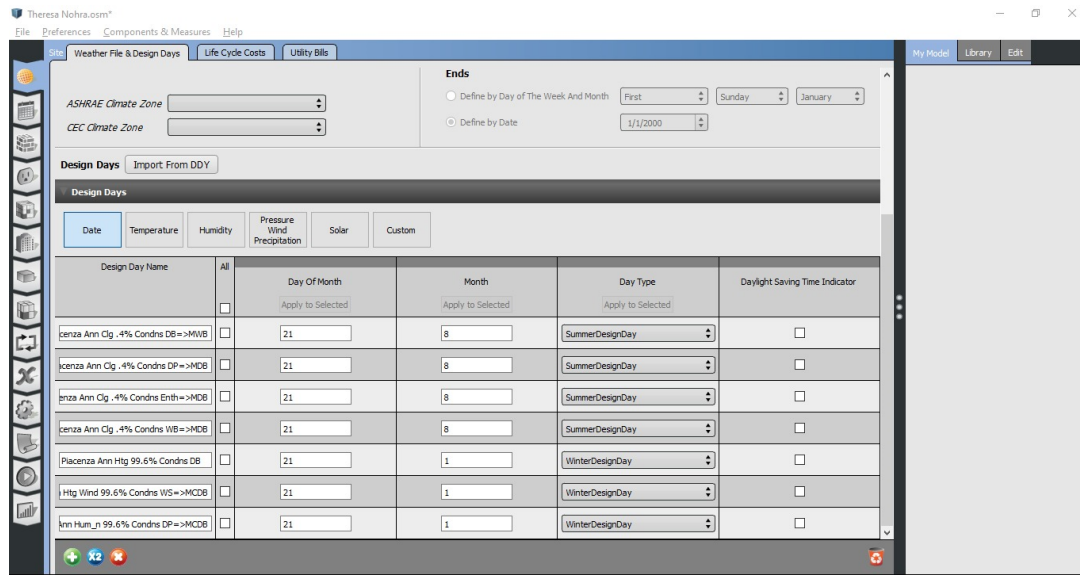 Theresa Nohra.osm*
File Preferences Components & Measures Help
Site Weather File & Design Days Life Cycle Costs Utility Bills My Model Library Edit
Ends
ASHRAE Climate Zone Define by Day of The Week And Month First Sunday January
CEC Climate Zone Define by Date 1/1/2000
Design Days Import From DDY
Design Days
Date Temperature Humidity Pressure Wind Precipitation Solar Custom
Design Day Name All Day Of Month Month Day Type Daylight Saving Time Indicator
Apply to Selected Apply to Selected Apply to Selected
cenza Ann Clg .4% Condns DB=>MWB 21 8 SummerDesignDay
acenza Ann Clg .4% Condns DP=>MDB 21 8 SummerDesignDay
enza Ann Clg .4% Condns Enth=>MDB 21 8 SummerDesignDay
cenza Ann Clg .4% Condns WB=>MDB 21 8 SummerDesignDay
Piacenza Ann Htg 99.6% Condns DB 21 1 WinterDesignDay
Htg Wind 99.6% Condns WS=>MCDB 21 1 WinterDesignDay
Ann Hum_n 99.6% Condns DP=>MCDB 21 1 WinterDesignDay
X2